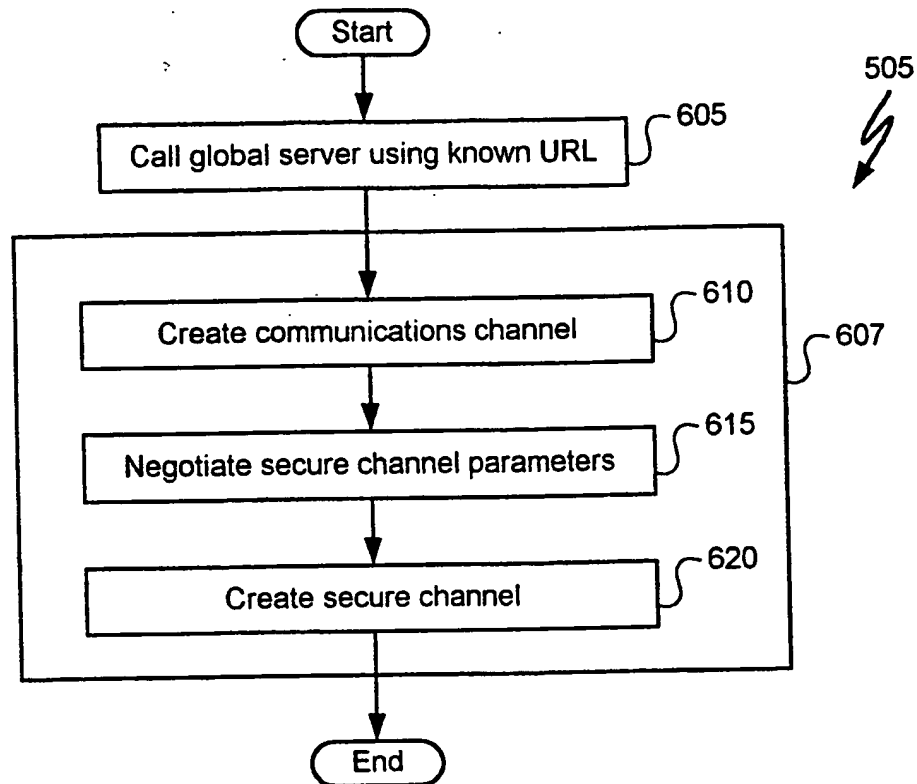 Start
505
605
Call global server using known URL
610
Create communications channel
607
615
Negotiate secure channel parameters
620
Create secure channel
End